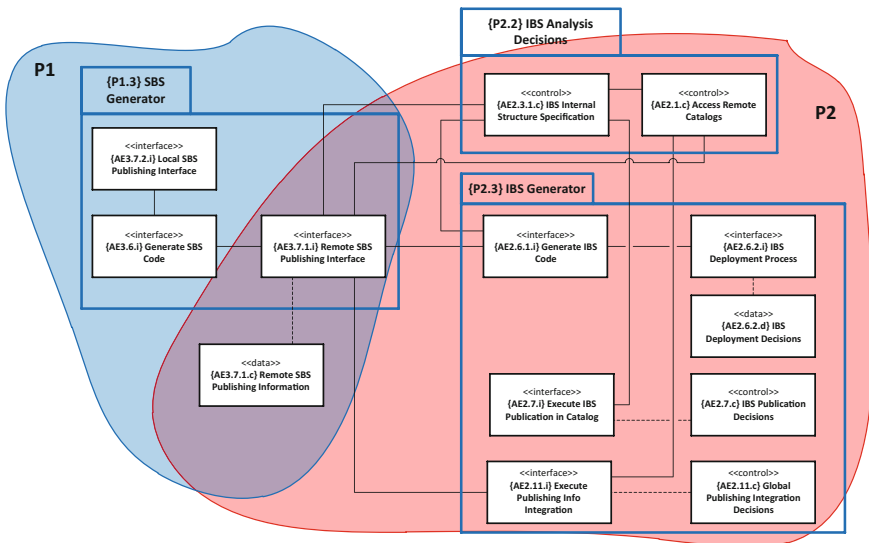 P1
{P1.3} SBS
Generator
<<interface>>
{AE3.7.2.i} Local SBS
Publishing Interface
<<interface>>
{AE3.6.i} Generate SBS
Code
<<interface>>
{AE3.7.1.i} Remote SBS
Publishing Interface
<<data>>
{AE3.7.1.c} Remote SBS
Publishing Information
{P2.2} IBS Analysis
Decisions
<<control>>
{AE2.3.1.c} IBS Internal
Structure Specification
<<control>>
{AE2.1.c} Access Remote
Catalogs
P2
{P2.3} IBS Generator
<<interface>>
{AE2.6.1.i} Generate IBS
Code
<<interface>>
{AE2.6.2.i} IBS
Deployment Process
<<data>>
{AE2.6.2.d} IBS
Deployment Decisions
<<interface>>
{AE2.7.i} Execute IBS
Publication in Catalog
<<control>>
{AE2.7.c} IBS Publication
Decisions
<<interface>>
{AE2.11.i} Execute
Publishing Info
Integration
<<control>>
{AE2.11.c} Global
Publishing Integration
Decisions